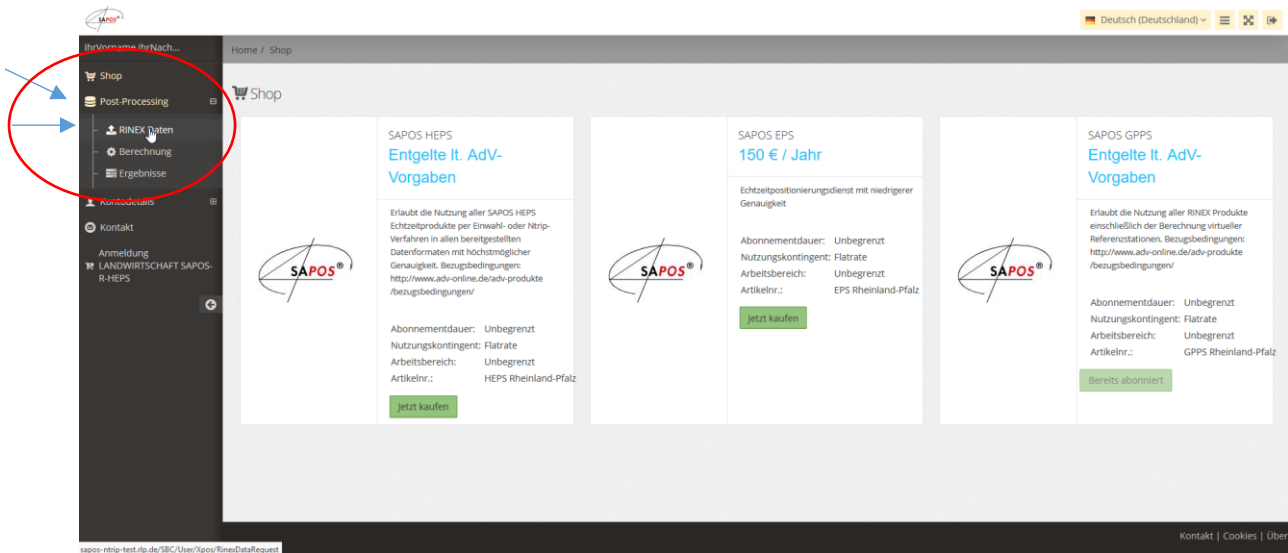 SAPOS®
Deutsch (Deutschland)
IhrVorname IhrNach...
Home / Shop
Shop
Post-Processing
RINEX Daten
Berechnung
Ergebnisse
Kontodetails
Kontakt
Anmeldung
LANDWIRTSCHAFT SAPOS-
R-HEPS
Shop
SAPOS®
SAPOS HEPS
Entgelte lt. AdV-
Vorgaben
Erlaubt die Nutzung aller SAPOS HEPS
Echtzeitprodukte per Einwahl- oder Ntrip-
Verfahren in allen bereitgestellten
Datenformaten mit höchstmöglicher
Genauigkeit. Bezugsbedingungen:
http://www.adv-online.de/adv-produkte
/bezugsbedingungen/
Abonnementdauer: Unbegrenzt
Nutzungskontingent: Flatrate
Arbeitsbereich: Unbegrenzt
Artikelnr.: HEPS Rheinland-Pfalz
Jetzt kaufen
SAPOS®
SAPOS EPS
150 € / Jahr
Echtzeitpositionierungsdienst mit niedrigerer
Genauigkeit
Abonnementdauer: Unbegrenzt
Nutzungskontingent: Flatrate
Arbeitsbereich: Unbegrenzt
Artikelnr.: EPS Rheinland-Pfalz
Jetzt kaufen
SAPOS®
SAPOS GPPS
Entgelte lt. AdV-
Vorgaben
Erlaubt die Nutzung aller RINEX Produkte
einschließlich der Berechnung virtueller
Referenzstationen. Bezugsbedingungen:
http://www.adv-online.de/adv-produkte
/bezugsbedingungen/
Abonnementdauer: Unbegrenzt
Nutzungskontingent: Flatrate
Arbeitsbereich: Unbegrenzt
Artikelnr.: GPPS Rheinland-Pfalz
Bereits abonniert
Kontakt | Cookies | Über
sapos-ntrip-test.rlp.de/SBC/User/Xpos/RinexDataRequest